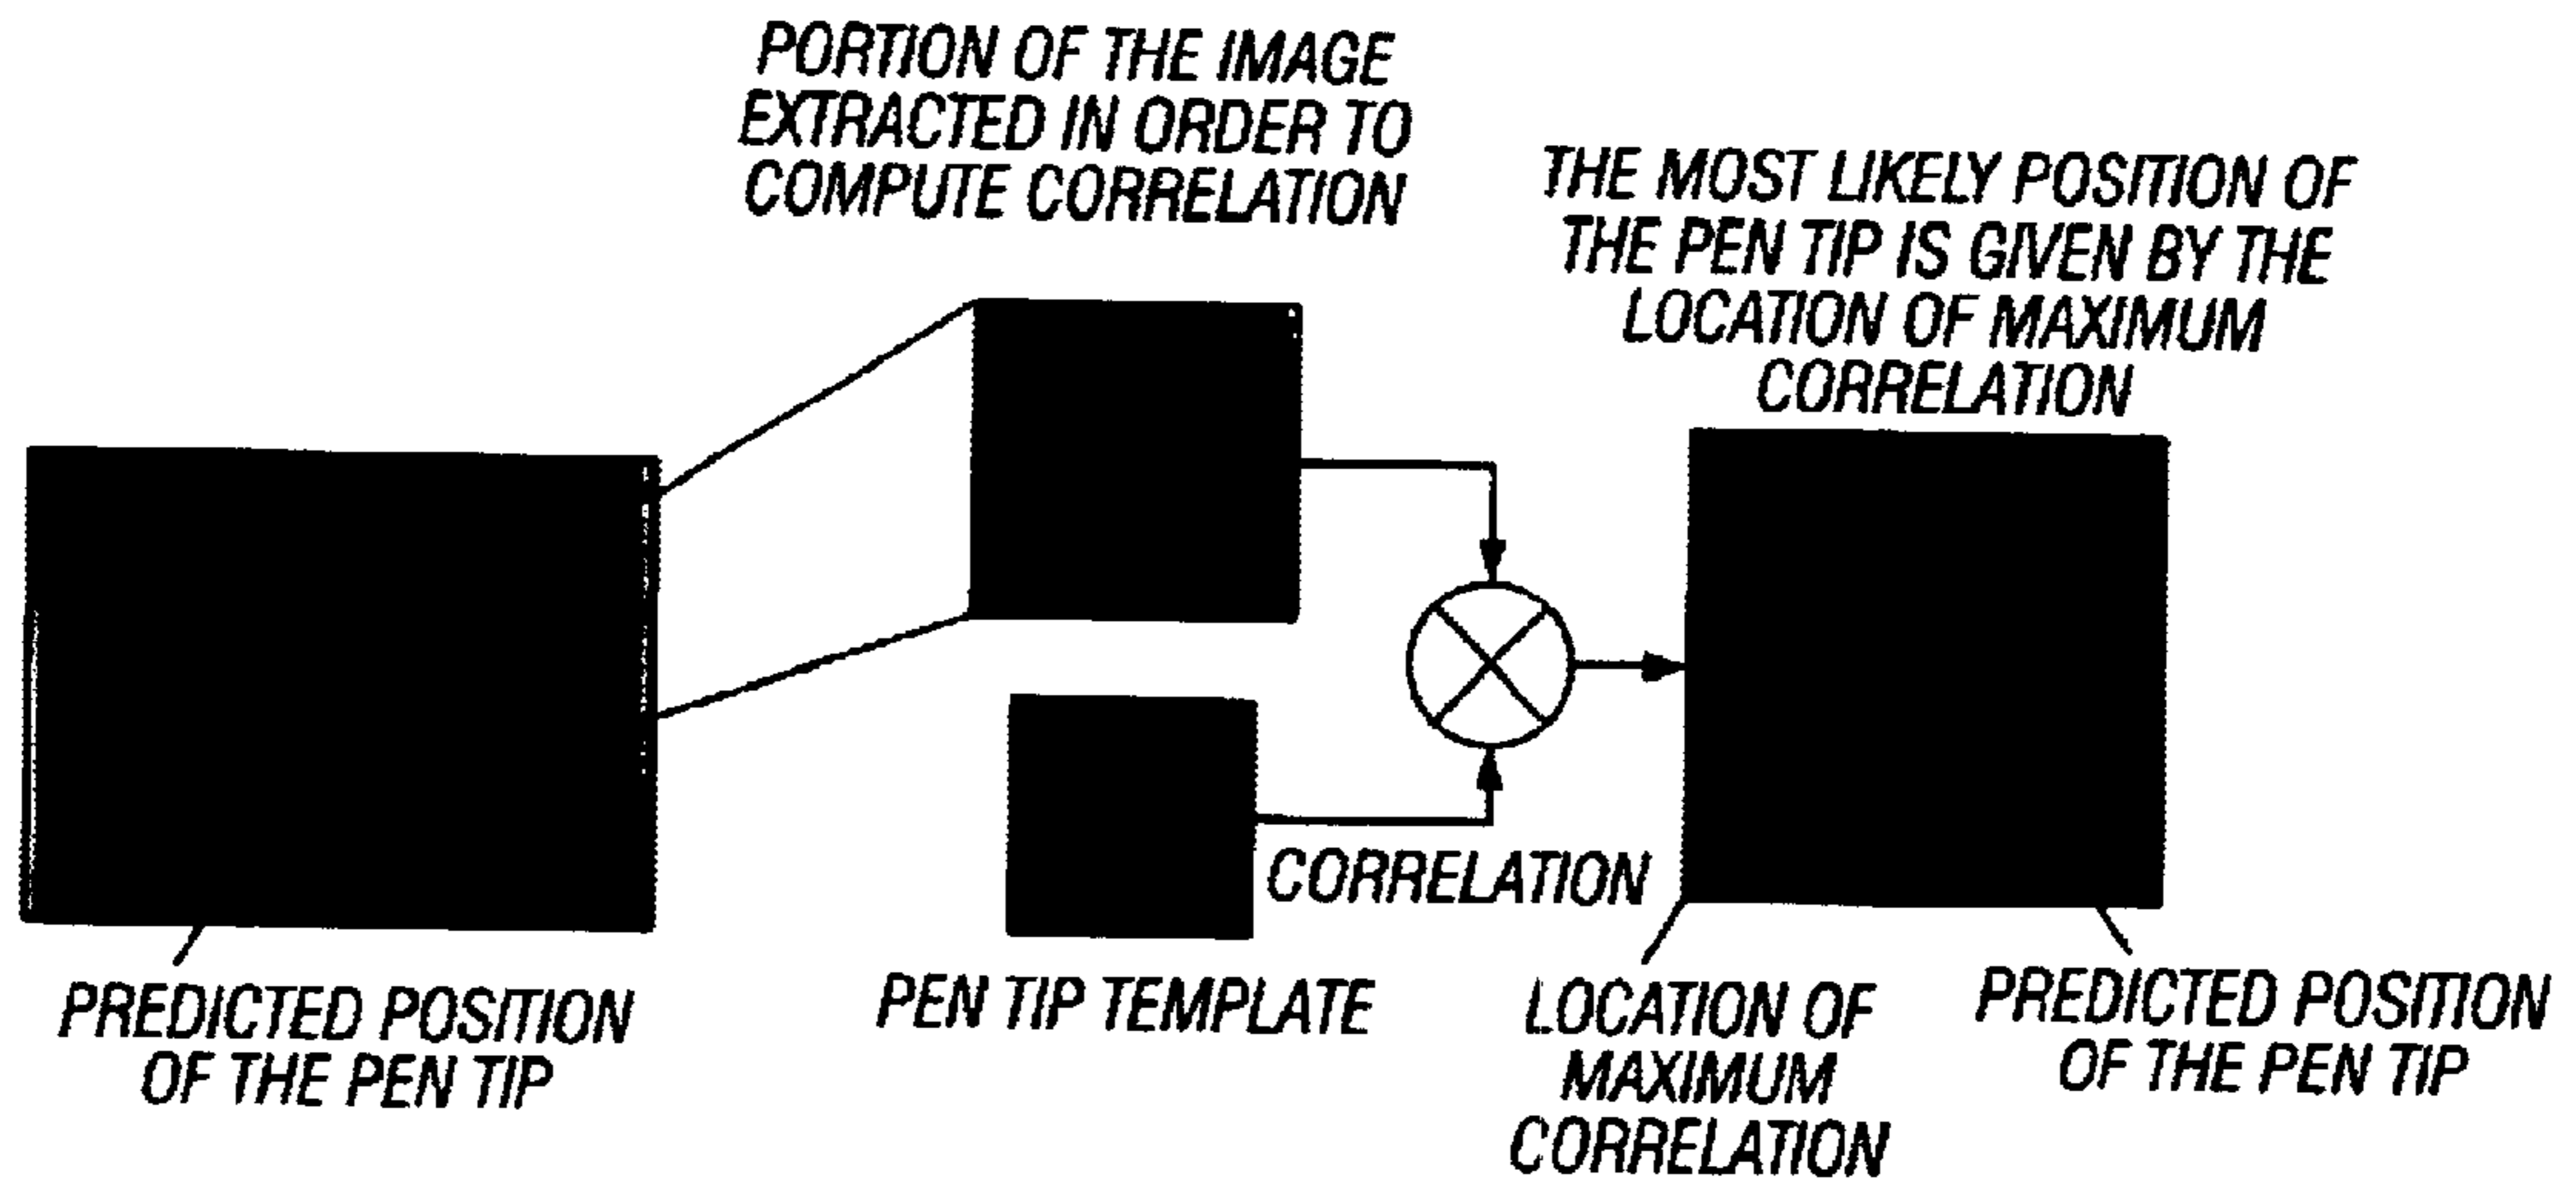 PORTION OF THE IMAGE
EXTRACTED IN ORDER TO
COMPUTE CORRELATION
THE MOST LIKELY POSITION OF
THE PEN TIP IS GIVEN BY THE
LOCATION OF MAXIMUM
CORRELATION
CORRELATION
PREDICTED POSITION
OF THE PEN TIP
PEN TIP TEMPLATE
LOCATION OF
MAXIMUM
CORRELATION
PREDICTED POSITION
OF THE PEN TIP